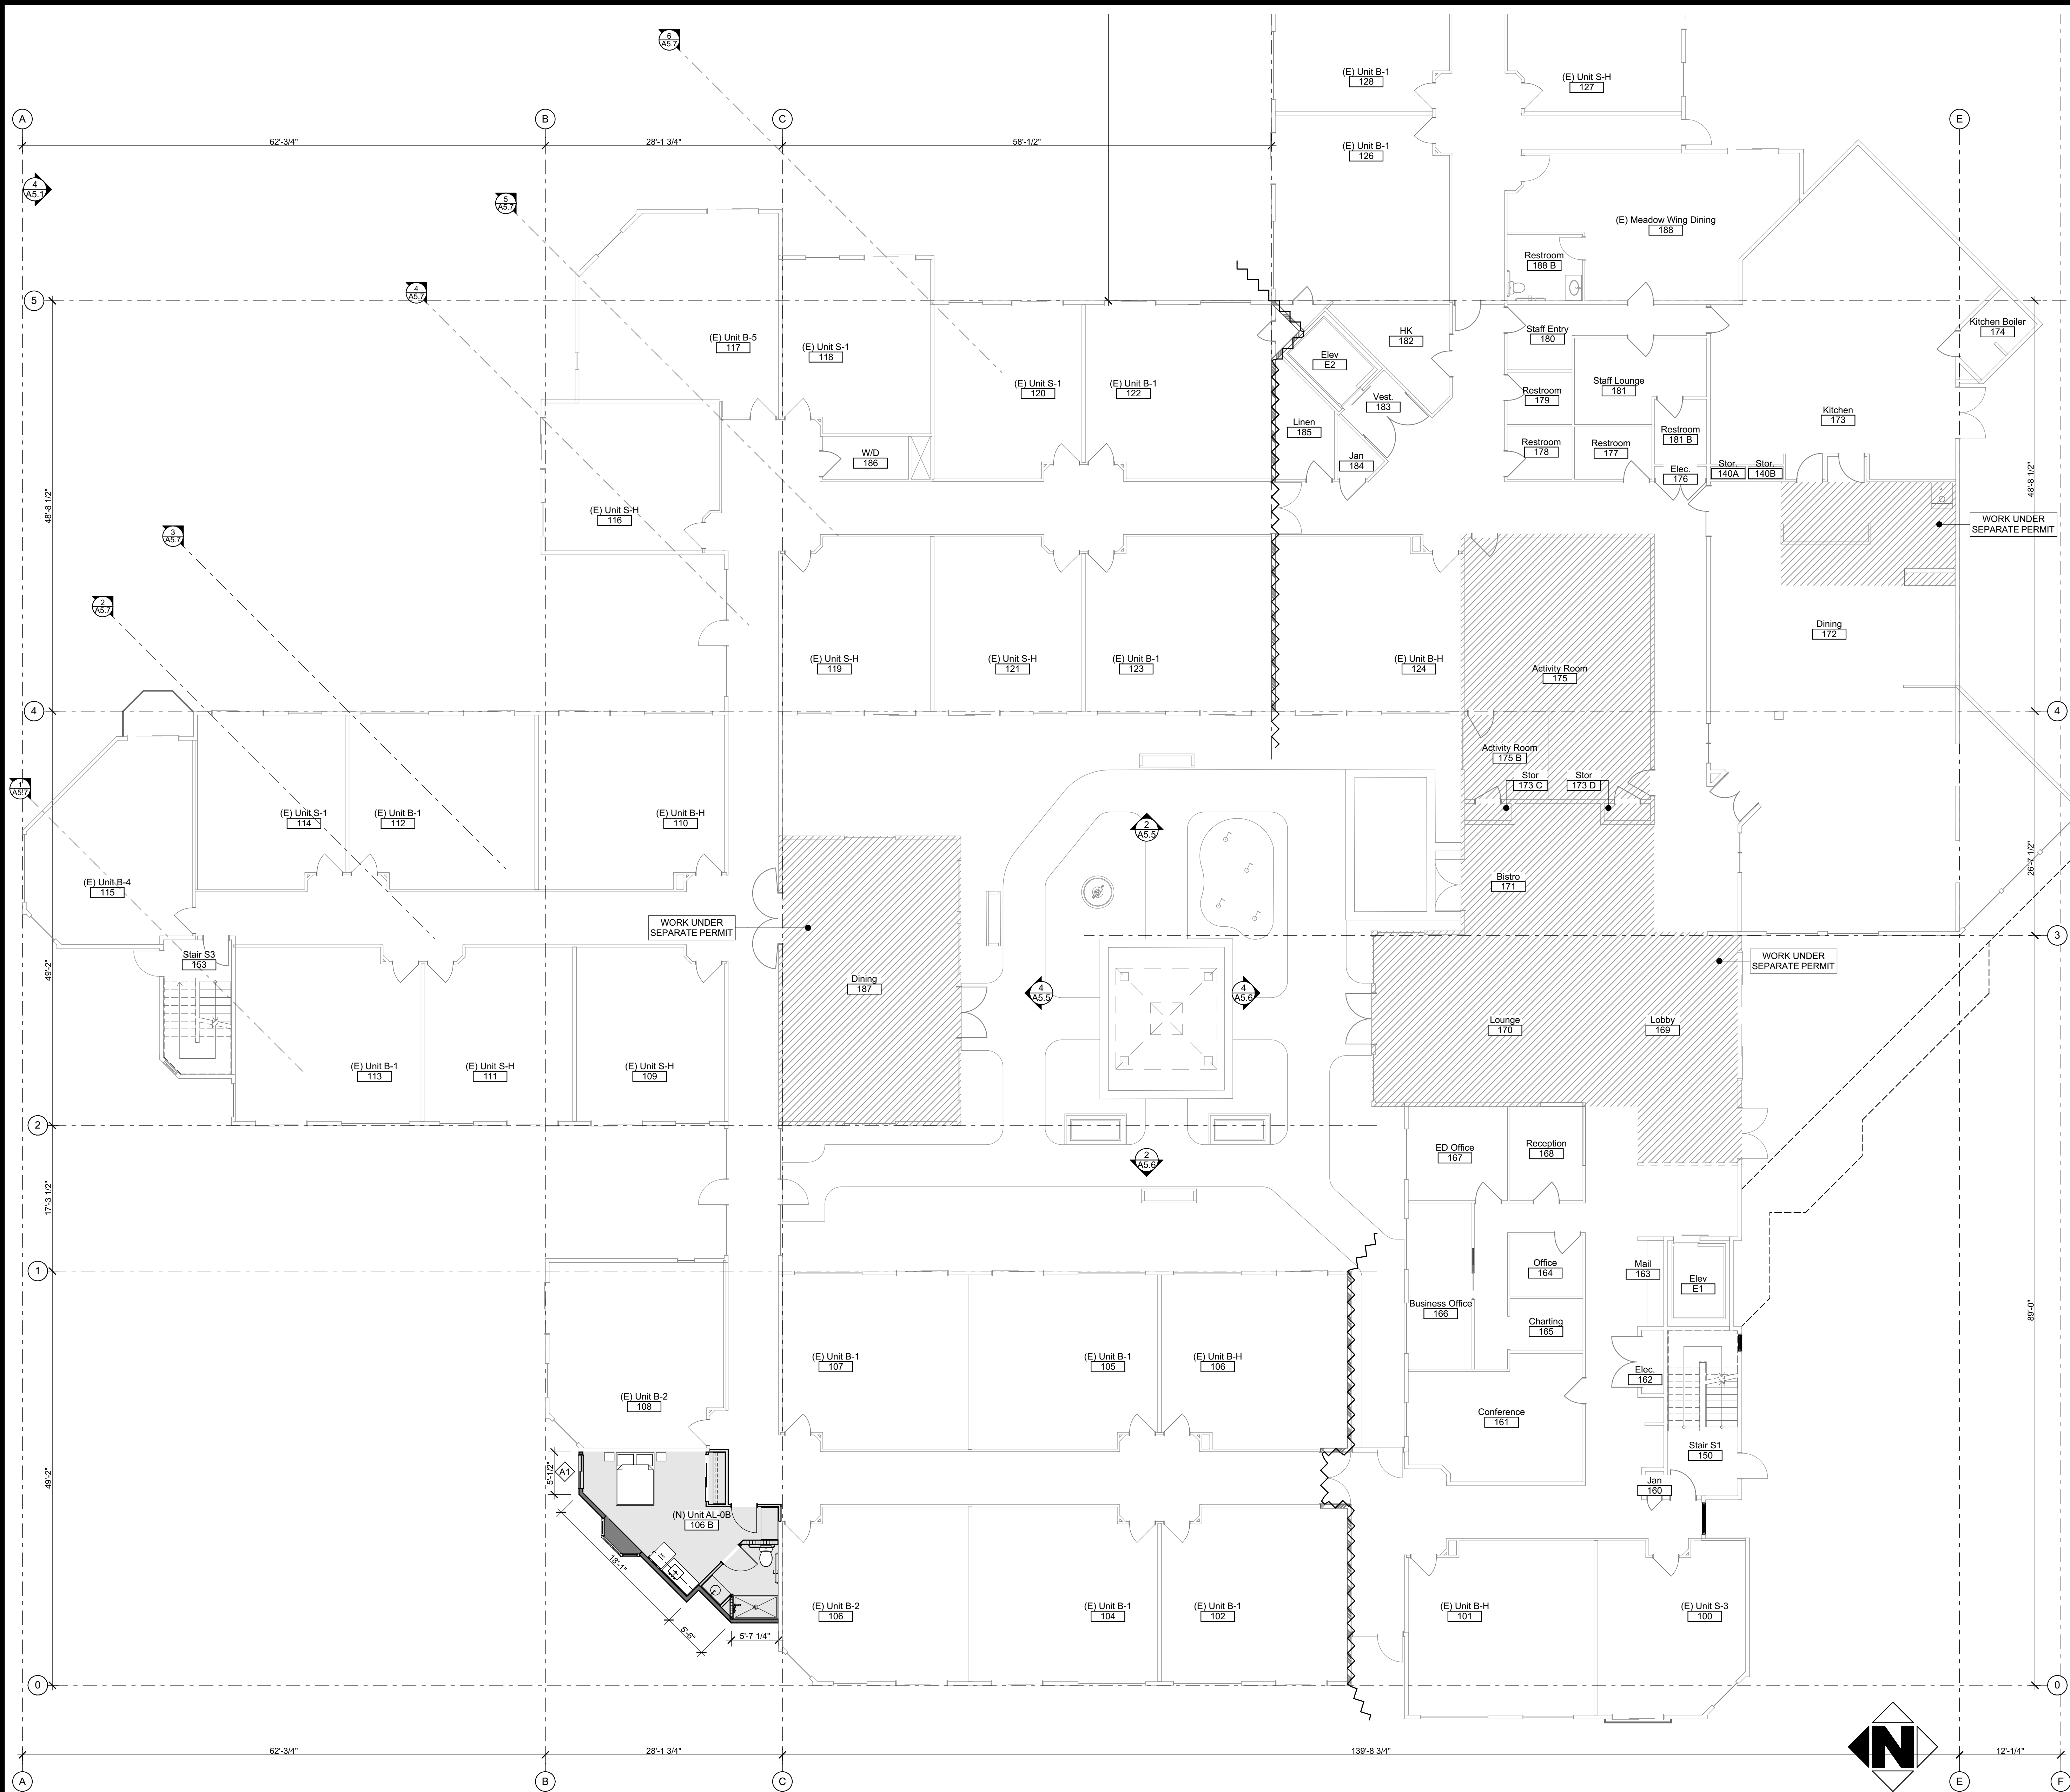 6
A5.7
(E) Unit B-1
128
(E) Unit S-H
127
A
B
C
E
62'-3/4"
28'-1 3/4"
58'-1/2"
(E) Unit B-1
126
4
A5.1
5
A5.7
(E) Meadow Wing Dining
188
Restroom
188 B
4
A5.7
5
Kitchen Boiler
174
(E) Unit B-5
117
(E) Unit S-1
118
HK
182
Staff Entry
180
Elev
E2
(E) Unit S-1
120
(E) Unit B-1
122
Staff Lounge
181
Restroom
179
Vest.
183
Kitchen
173
Linen
185
Restroom
181 B
W/D
186
Jan
184
Restroom
178
Restroom
177
Elec.
176
Stor.
140A
Stor.
140B
48'-8 1/2"
48'-8 1/2"
(E) Unit S-H
116
WORK UNDER
SEPARATE PERMIT
3
A5.7
2
A5.7
Dining
172
(E) Unit S-H
119
(E) Unit S-H
121
(E) Unit B-1
123
(E) Unit B-H
124
Activity Room
175
4
4
Activity Room
175 B
Stor
173 C
Stor
173 D
1
A5.7
(E) Unit S-1
114
(E) Unit B-1
112
(E) Unit B-H
110
2
A5.5
26'-7 1/2"
(E) Unit B-4
115
Bistro
171
WORK UNDER
SEPARATE PERMIT
3
Stair S3
153
49'-2"
WORK UNDER
SEPARATE PERMIT
Dining
187
4
A5.5
4
A5.6
Lounge
170
Lobby
169
(E) Unit B-1
113
(E) Unit S-H
111
(E) Unit S-H
109
2
2
A5.6
ED Office
167
Reception
168
17'-3 1/2"
1
Office
164
Mail
163
Elev
E1
Business Office
166
Charting
165
89'-0"
(E) Unit B-1
107
(E) Unit B-1
105
(E) Unit B-H
106
Elec.
162
(E) Unit B-2
108
Conference
161
Stair S1
150
49'-2"
5'-1/2"
A1
Jan
160
(N) Unit AL-0B
106 B
18'-1"
(E) Unit B-2
106
(E) Unit B-1
104
(E) Unit B-1
102
(E) Unit B-H
101
(E) Unit S-3
100
5'-6"
5'-7 1/4"
0
0
N
62'-3/4"
28'-1 3/4"
139'-8 3/4"
12'-1/4"
A
B
C
E
F